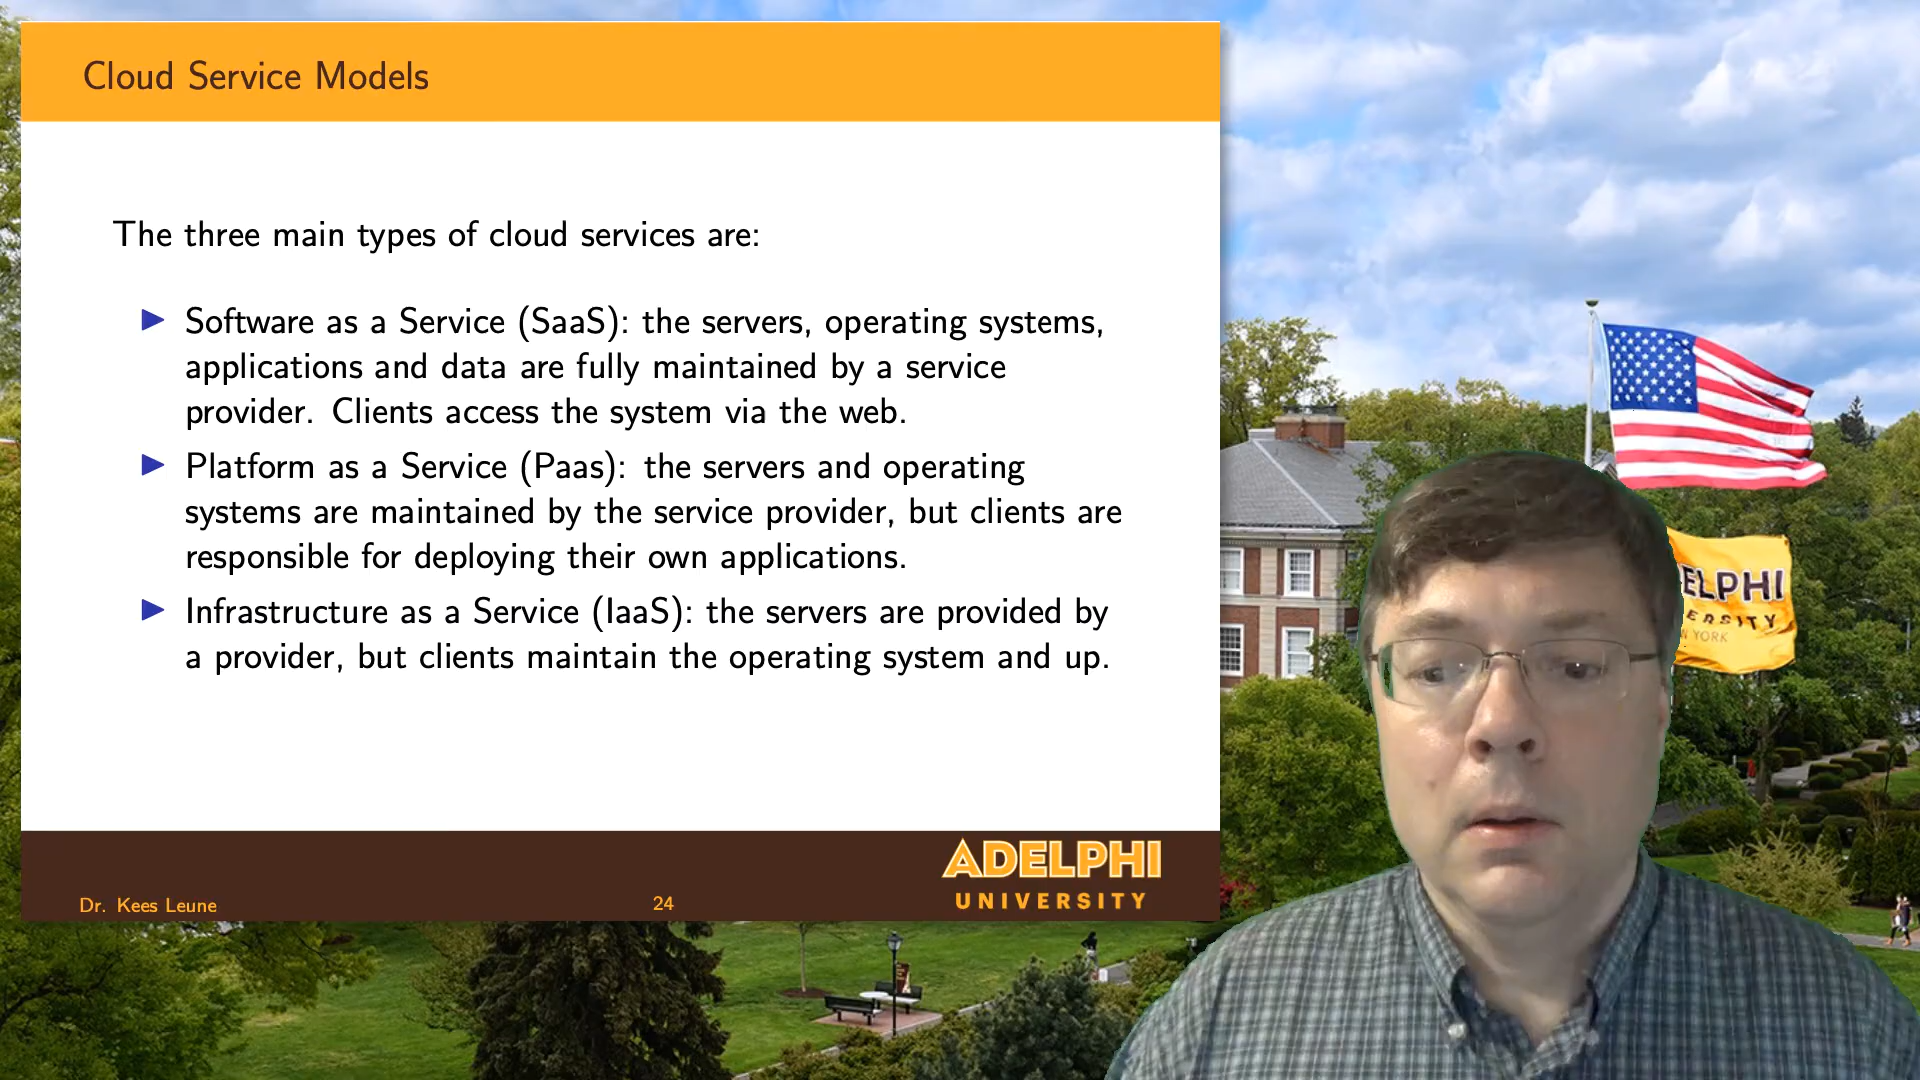 Cloud Service Models
The three main types of cloud services are:
Software as a Service (SaaS): the servers, operating systems,
applications and data are fully maintained by a service
provider. Clients access the system via the web.
Platform as a Service (Paas): the servers and operating
systems are maintained by the service provider, but clients are
responsible for deploying their own applications.
Infrastructure as a Service (IaaS): the servers are provided by
a provider, but clients maintain the operating system and up.
Dr. Kees Leune
24
ADELPHI
UNIVERSITY
ELPHI
ERSITY
YORK